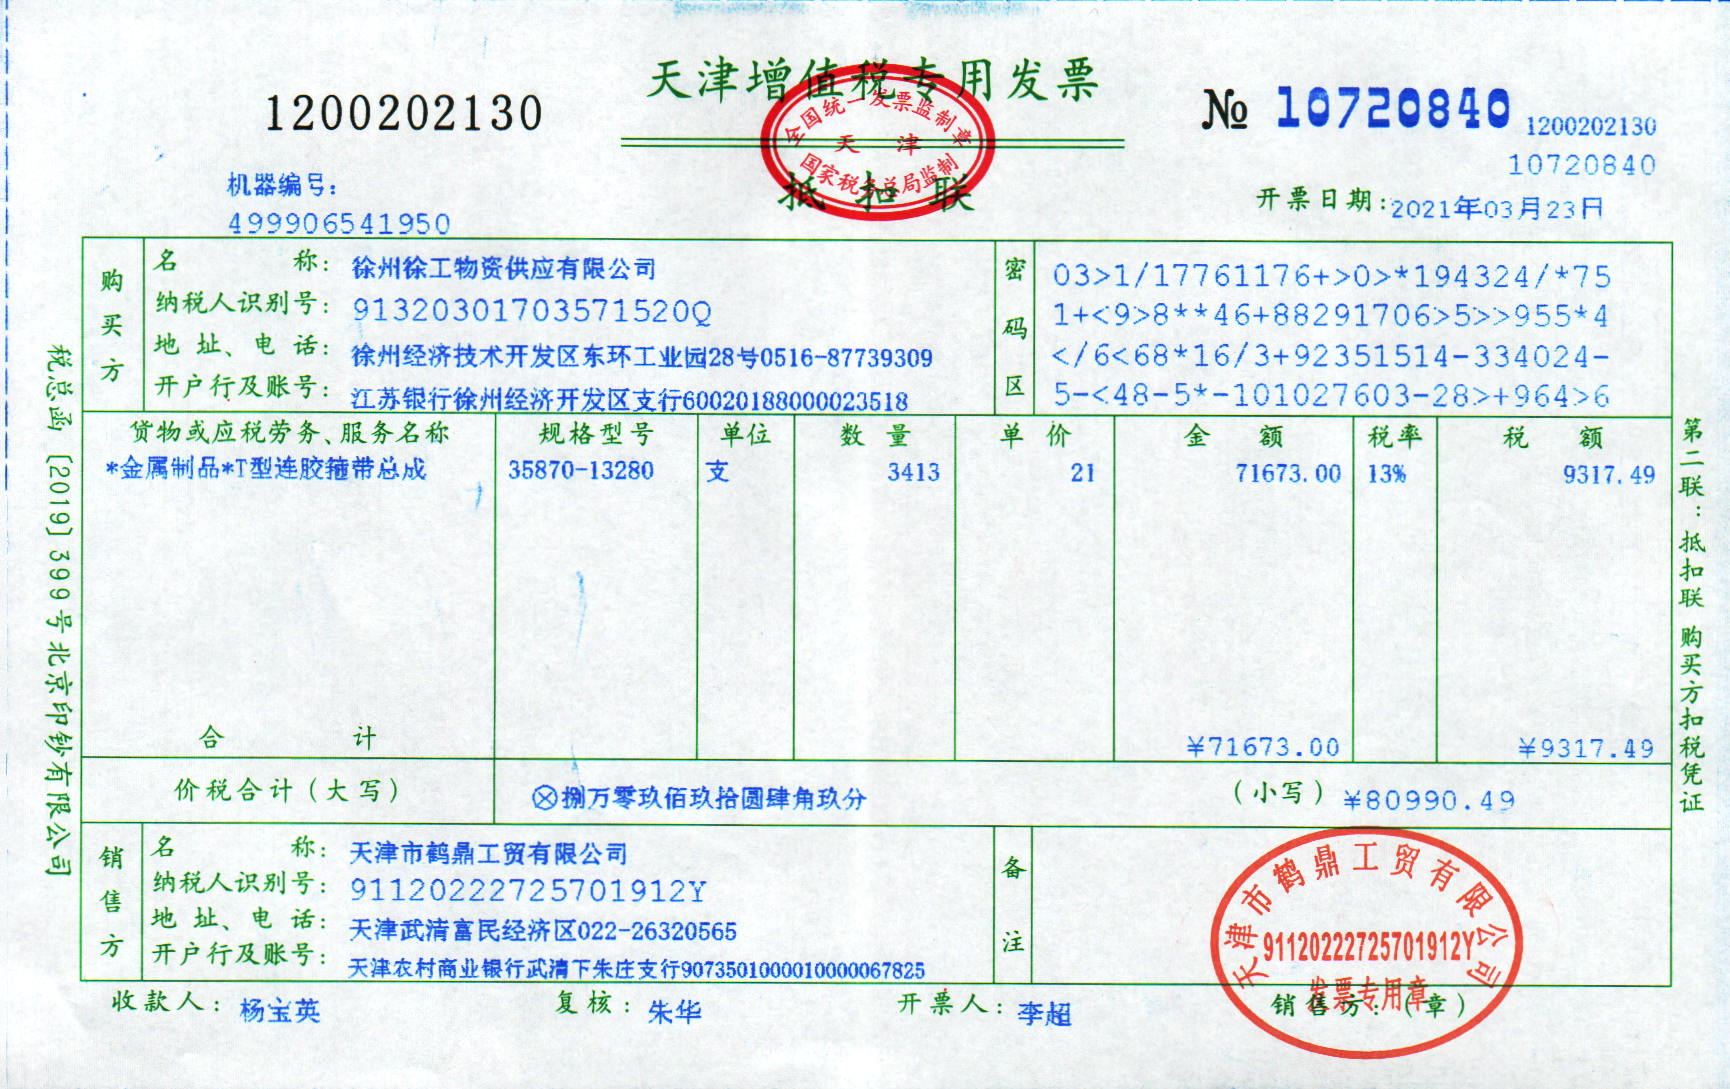 天津增值税专用发票
1200202130
№ 10720840
1200202130
10720840
全国统一发票监制章
天 津
国家税务总局监制
抵 扣 联
机器编号：
499906541950
开票日期：2021年03月23日
购买方
名 称：徐州徐工物资供应有限公司
纳税人识别号：91320301703571520Q
地 址、电 话：徐州经济技术开发区东环工业园28号0516-87739309
开户行及账号：江苏银行徐州经济开发区支行60020188000023518
密码区
03>1/17761176+>0>*194324/*75
1+<9>8**46+88291706>5>>955*4
</6<68*16/3+92351514-334024-
5-<48-5*-101027603-28>+964>6
货物或应税劳务、服务名称 规格型号 单位 数 量 单 价 金 额 税率 税 额
*金属制品*T型连胶箍带总成 35870-13280 支 3413 21 71673.00 13% 9317.49
合 计 ¥71673.00 ¥9317.49
价税合计（大写） ⊗捌万零玖佰玖拾圆肆角玖分 （小写）¥80990.49
销售方
名 称：天津市鹤鼎工贸有限公司
纳税人识别号：91120222725701912Y
地 址、电 话：天津武清富民经济区022-26320565
开户行及账号：天津农村商业银行武清下朱庄支行9073501000010000067825
备注
收款人：杨宝英 复核：朱华 开票人：李超 销售方：（章）
天津市鹤鼎工贸有限公司
91120222725701912Y
发票专用章
税总函〔2019〕399号北京印钞有限公司
第二联：抵扣联 购买方扣税凭证